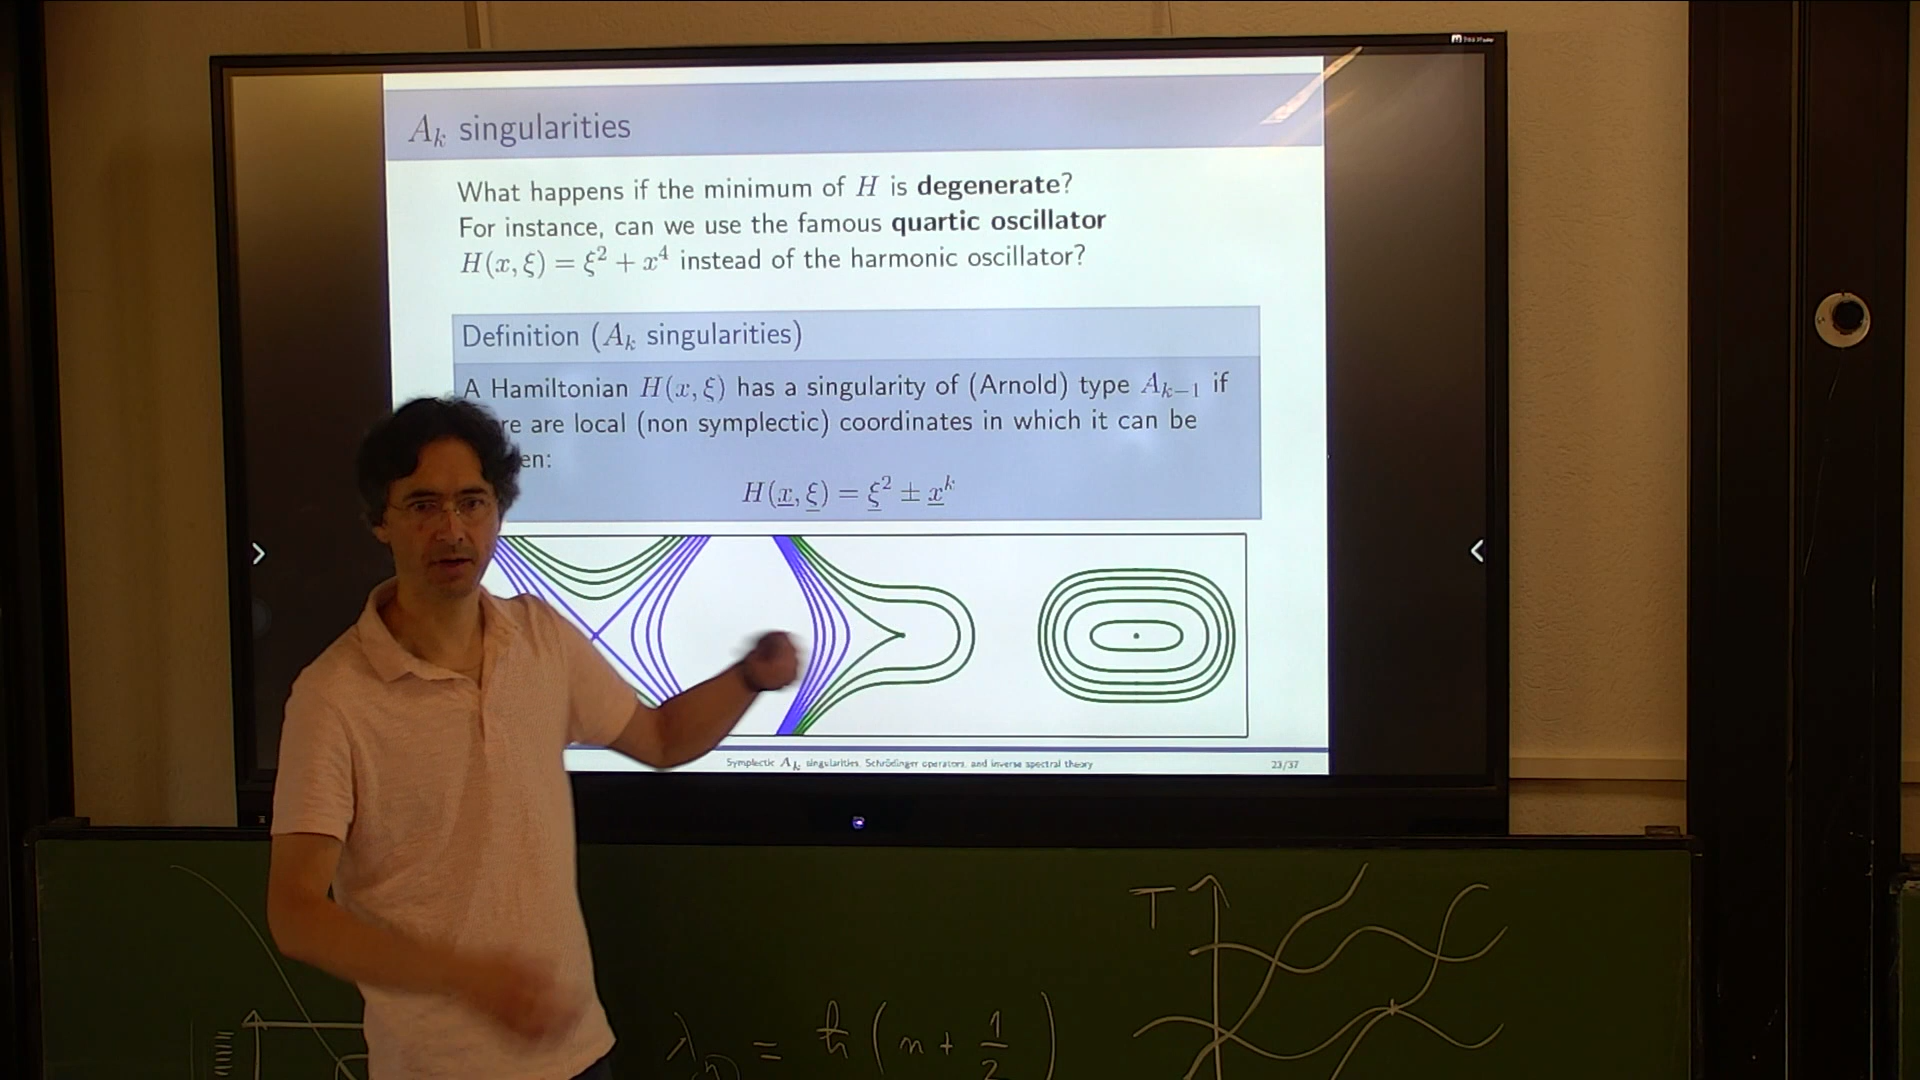 A_k singularities
What happens if the minimum of H is degenerate?
For instance, can we use the famous quartic oscillator
H(x, ξ) = ξ² + x⁴ instead of the harmonic oscillator?
Definition (A_k singularities)
A Hamiltonian H(x, ξ) has a singularity of (Arnold) type A_{k−1} if
re are local (non symplectic) coordinates in which it can be
en:
H(x, ξ) = ξ² ± x^k
Symplectic A_k singularities, Schrödinger operators, and inverse spectral theory
23/37
T
λ_n = ħ (n + 1/2)